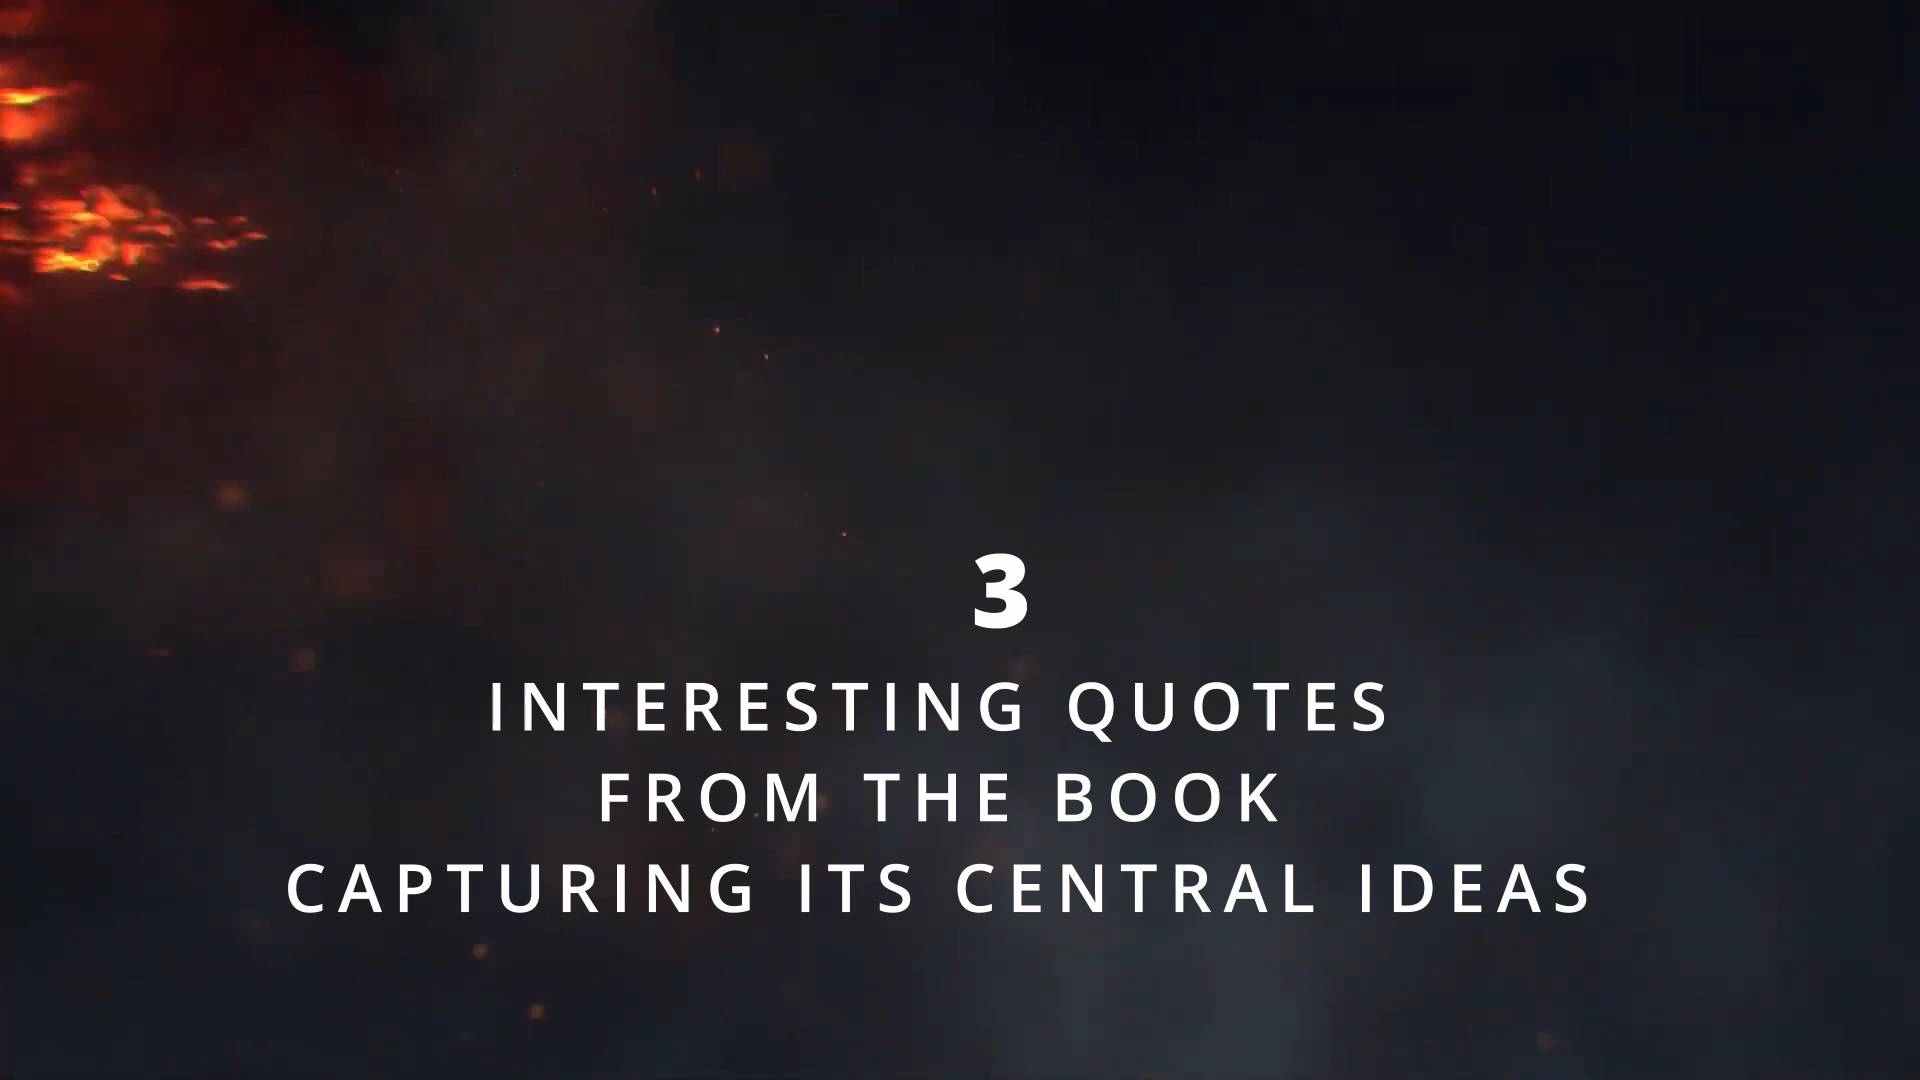 3
INTERESTING QUOTES
FROM THE BOOK
CAPTURING ITS CENTRAL IDEAS